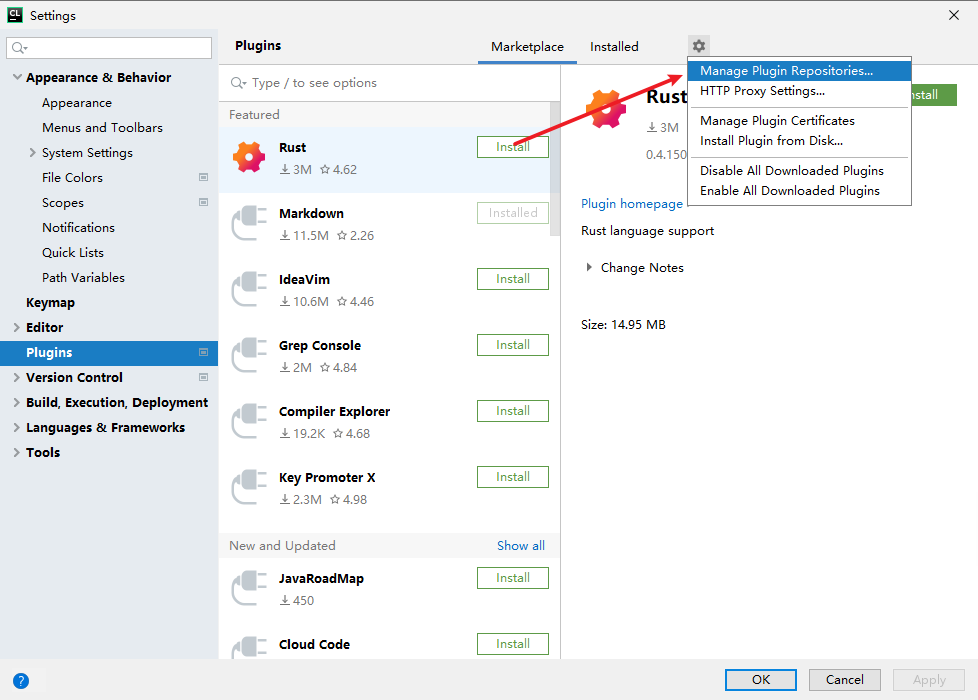 CL
Settings
Plugins
Marketplace
Installed
Appearance & Behavior
Appearance
Menus and Toolbars
System Settings
File Colors
Scopes
Notifications
Quick Lists
Path Variables
Keymap
Editor
Plugins
Version Control
Build, Execution, Deployment
Languages & Frameworks
Tools
Type / to see options
Featured
Rust
3M 4.62
Install
Markdown
11.5M 2.26
Installed
IdeaVim
10.6M 4.46
Install
Grep Console
2M 4.84
Install
Compiler Explorer
19.2K 4.68
Install
Key Promoter X
2.3M 4.98
Install
New and Updated
Show all
JavaRoadMap
450
Install
Cloud Code
Install
Manage Plugin Repositories...
HTTP Proxy Settings...
Manage Plugin Certificates
Install Plugin from Disk...
Disable All Downloaded Plugins
Enable All Downloaded Plugins
Rust
nstall
3M
0.4.150
Plugin homepage
Rust language support
Change Notes
Size: 14.95 MB
?
OK
Cancel
Apply